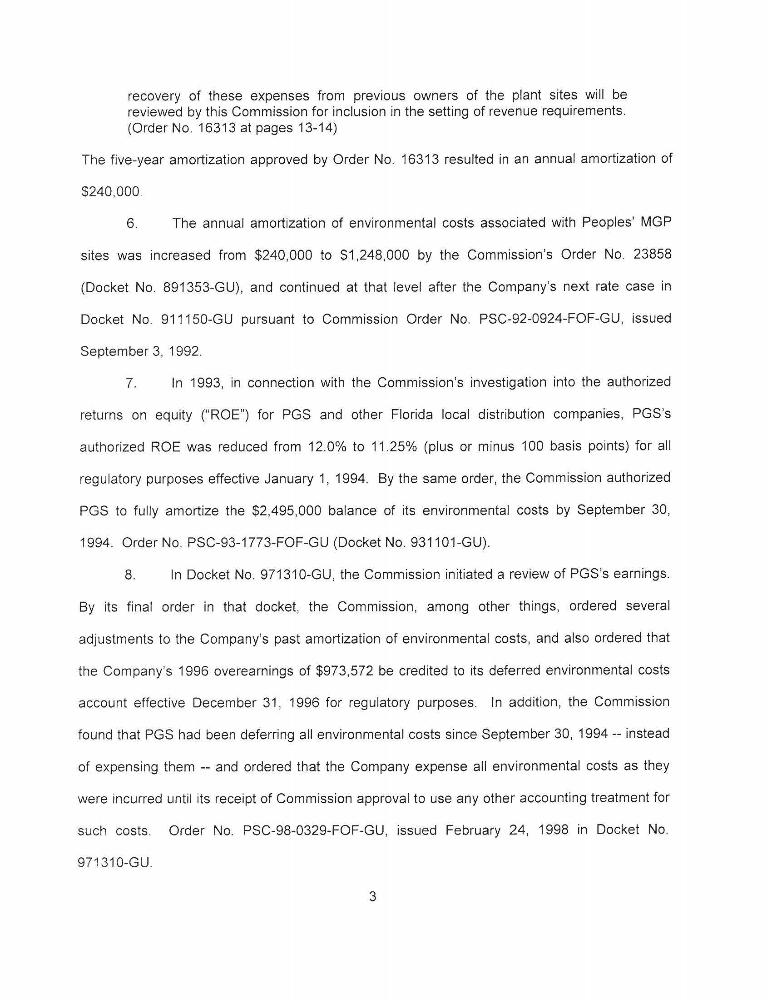 recovery of these expenses from previous owners of the plant sites will be
reviewed by this Commission for inclusion in the setting of revenue requirements.
(Order No. 16313 at pages 13-14)
The five-year amortization approved by Order No. 16313 resulted in an annual amortization of
$240,000.
6. The annual amortization of environmental costs associated with Peoples' MGP
sites was increased from $240,000 to $1,248,000 by the Commission's Order No. 23858
(Docket No. 891353-GU), and continued at that level after the Company's next rate case in
Docket No. 911150-GU pursuant to Commission Order No. PSC-92-0924-FOF-GU, issued
September 3, 1992.
7. In 1993, in connection with the Commission's investigation into the authorized
returns on equity ("ROE") for PGS and other Florida local distribution companies, PGS's
authorized ROE was reduced from 12.0% to 11.25% (plus or minus 100 basis points) for all
regulatory purposes effective January 1, 1994. By the same order, the Commission authorized
PGS to fully amortize the $2,495,000 balance of its environmental costs by September 30,
1994. Order No. PSC-93-1773-FOF-GU (Docket No. 931101-GU).
8. In Docket No. 971310-GU, the Commission initiated a review of PGS's earnings.
By its final order in that docket, the Commission, among other things, ordered several
adjustments to the Company's past amortization of environmental costs, and also ordered that
the Company's 1996 overearnings of $973,572 be credited to its deferred environmental costs
account effective December 31, 1996 for regulatory purposes. In addition, the Commission
found that PGS had been deferring all environmental costs since September 30, 1994 -- instead
of expensing them -- and ordered that the Company expense all environmental costs as they
were incurred until its receipt of Commission approval to use any other accounting treatment for
such costs. Order No. PSC-98-0329-FOF-GU, issued February 24, 1998 in Docket No.
971310-GU.
3